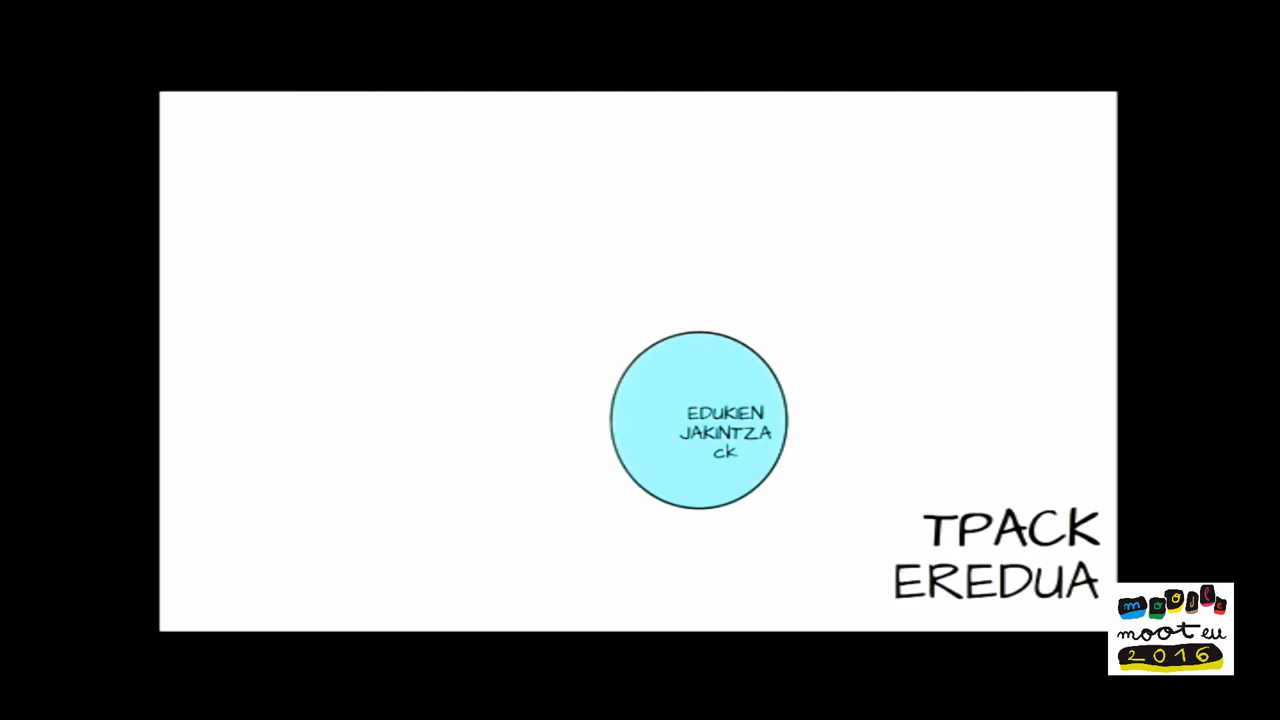 EDUKIEN
JAKINTZA
ck
TPACK
EREDUA
moodle
moot eu
2016